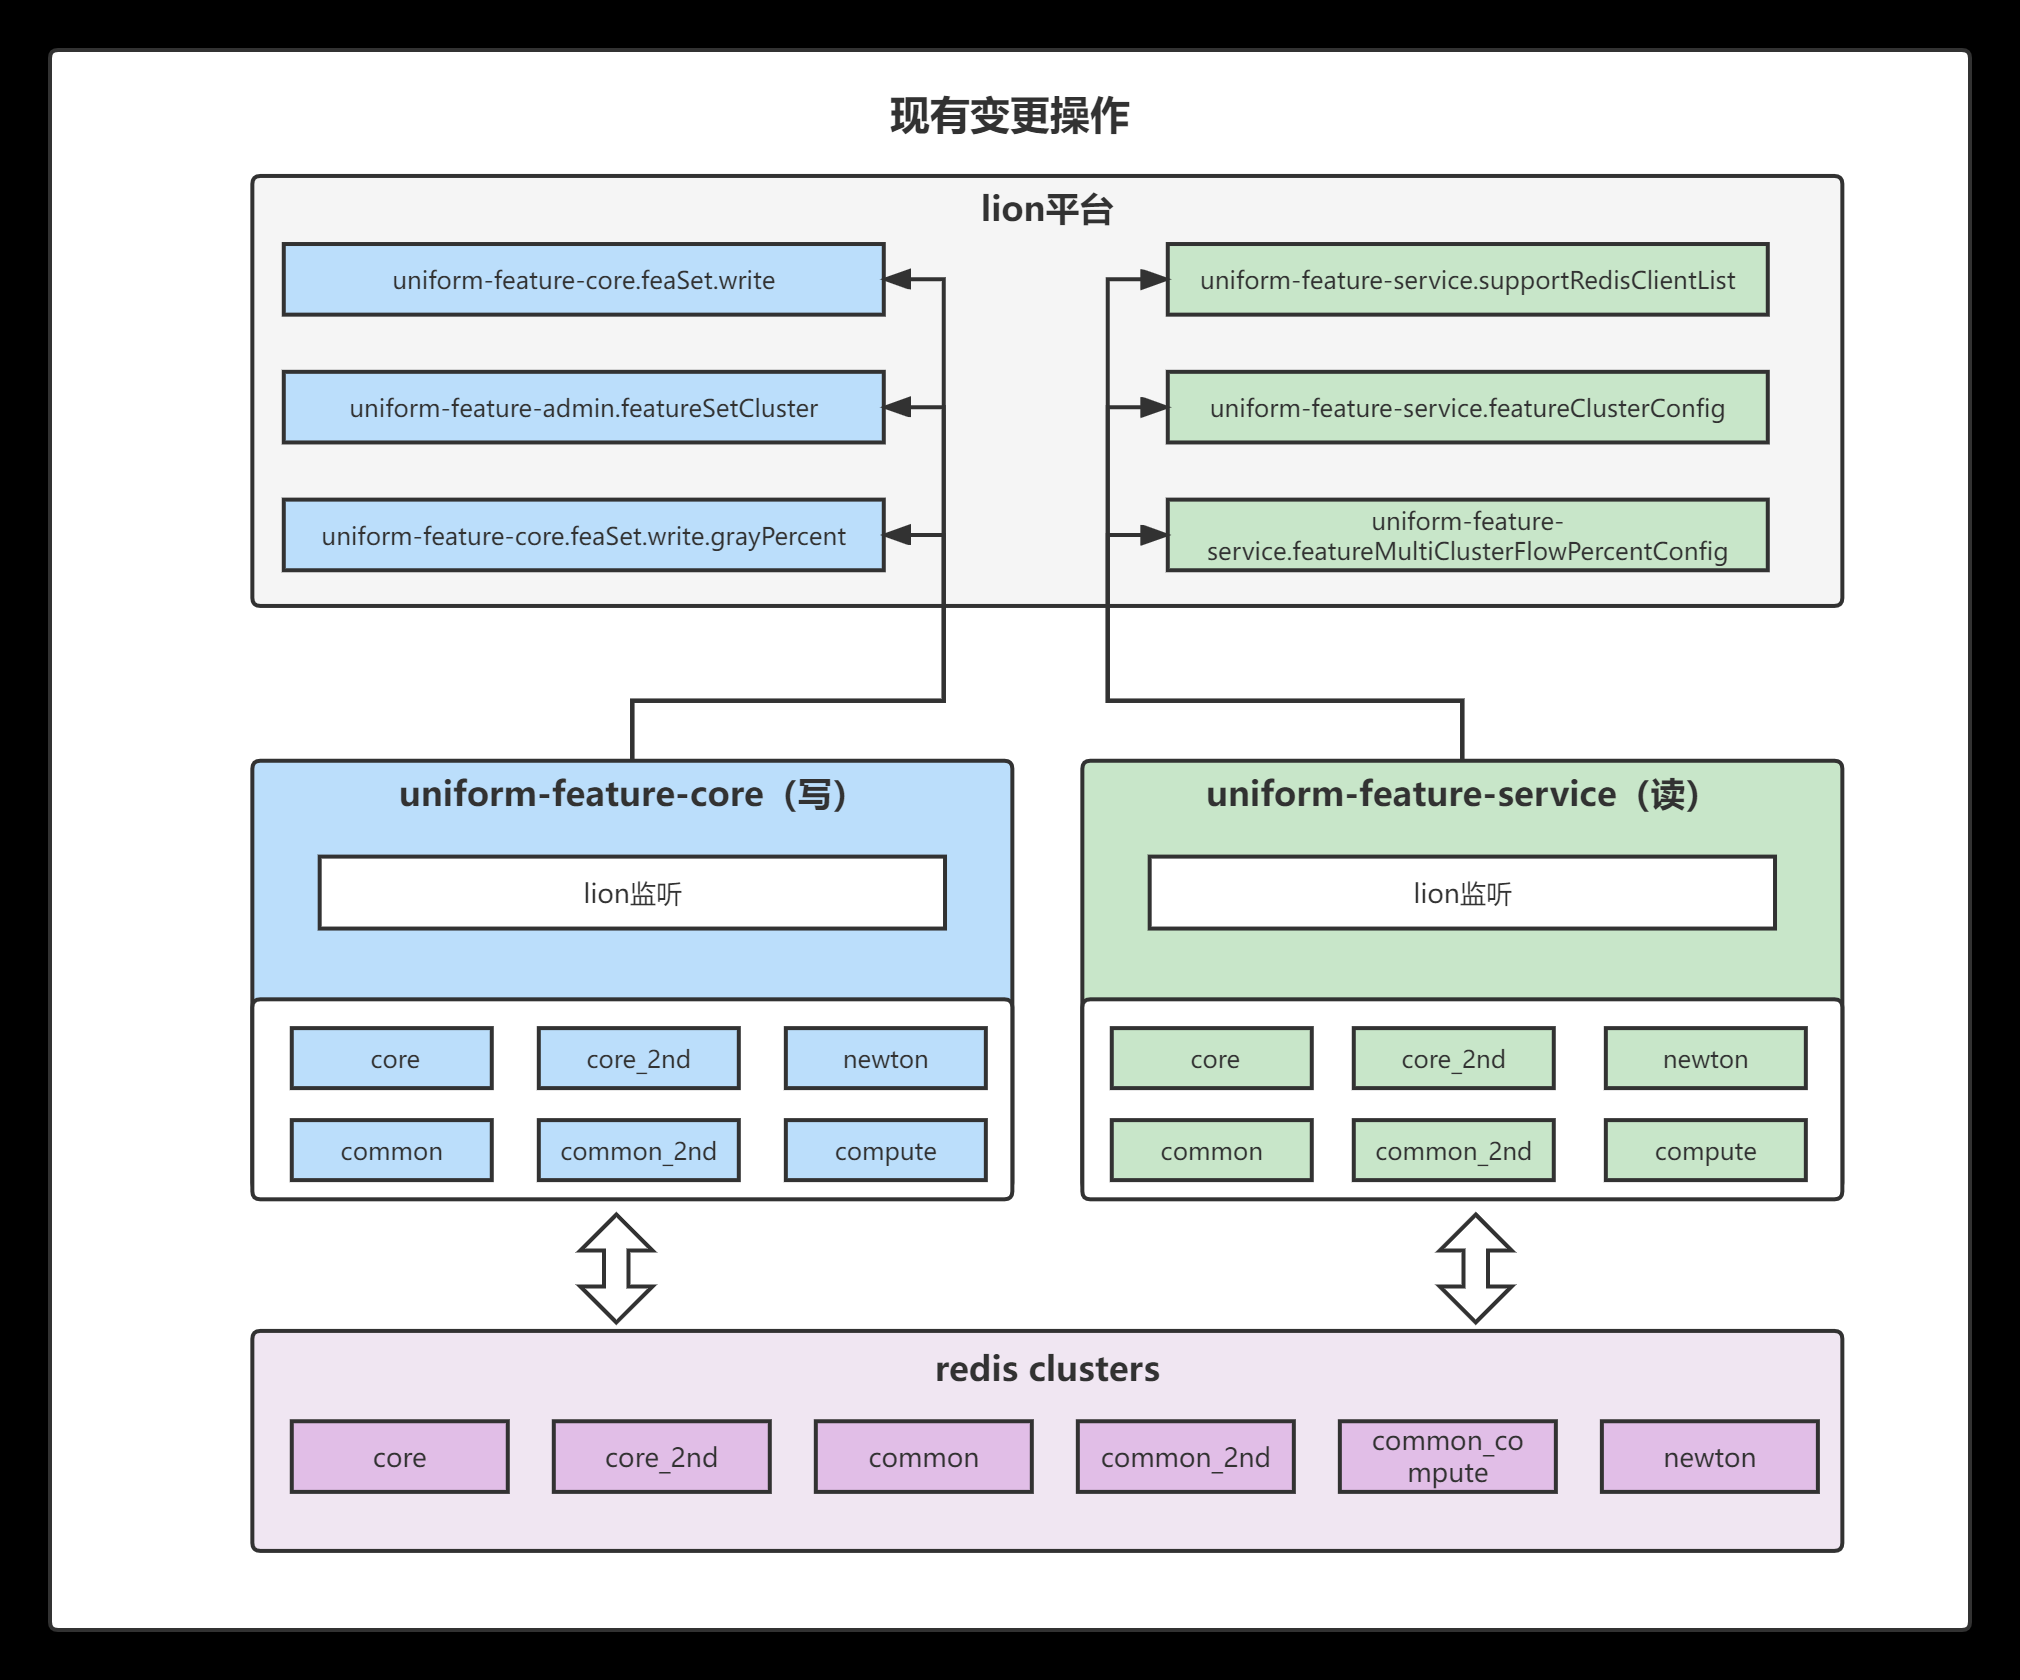 现有变更操作
lion平台
uniform-feature-core.feaSet.write
uniform-feature-service.supportRedisClientList
uniform-feature-admin.featureSetCluster
uniform-feature-service.featureClusterConfig
uniform-feature-core.feaSet.write.grayPercent
uniform-feature-
service.featureMultiClusterFlowPercentConfig
uniform-feature-core（写）
lion监听
core
core_2nd
newton
common
common_2nd
compute
uniform-feature-service（读）
lion监听
core
core_2nd
newton
common
common_2nd
compute
redis clusters
core
core_2nd
common
common_2nd
common_co
mpute
newton